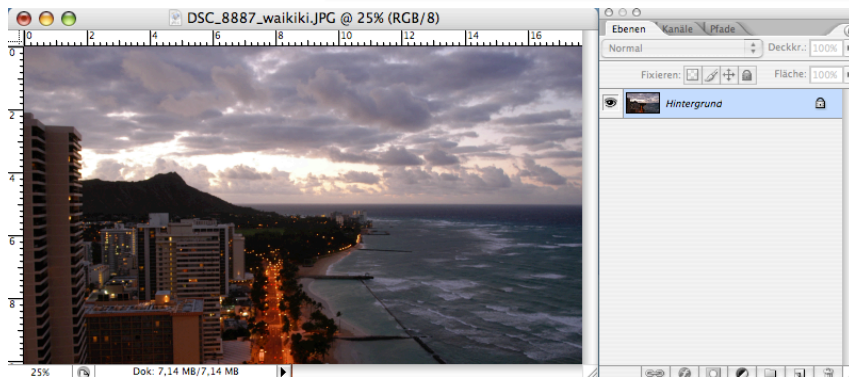 DSC_8887_waikiki.JPG @ 25% (RGB/8)
0 2 4 6 8 10 12 14 16
0
2
4
6
8
25% Dok: 7,14 MB/7,14 MB
Ebenen Kanäle Pfade
Normal Deckkr.: 100%
Fixieren: Fläche: 100%
Hintergrund